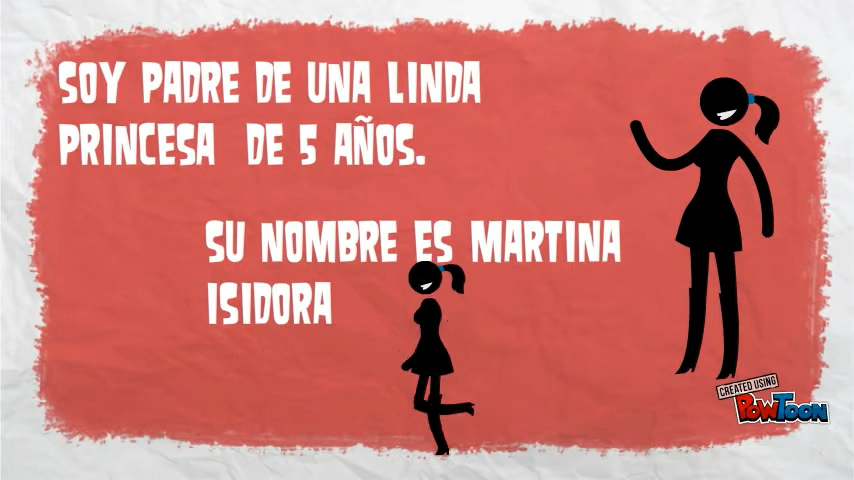 SOY PADRE DE UNA LINDA
PRINCESA DE 5 AÑOS.
SU NOMBRE ES MARTINA
ISIDORA
CREATED USING
POWTOON